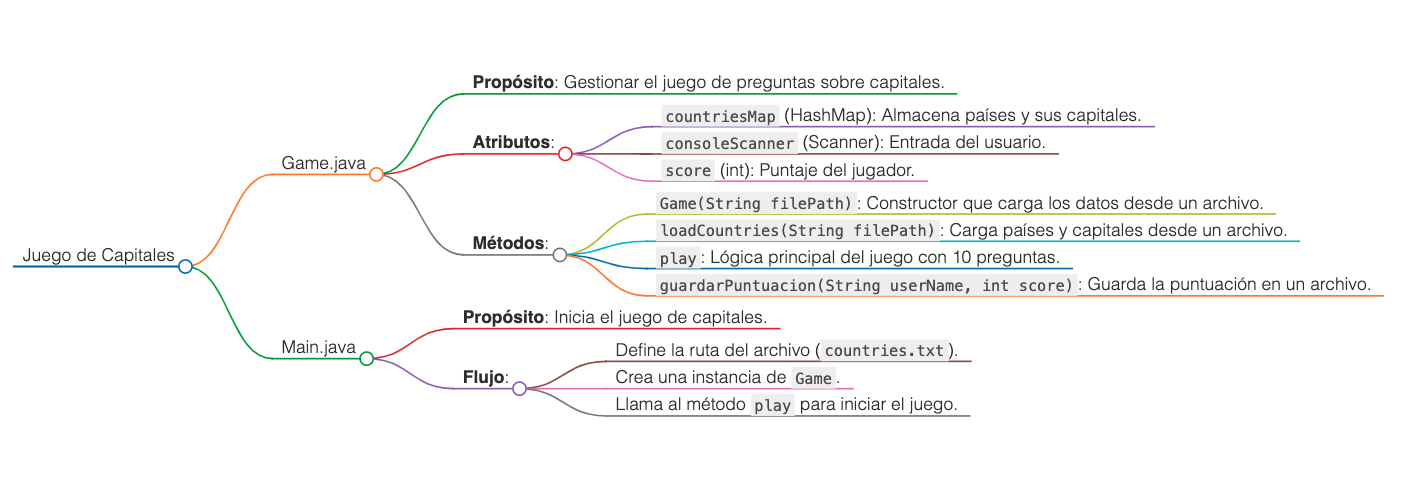 Juego de Capitales
Game.java
Propósito: Gestionar el juego de preguntas sobre capitales.
Atributos:
countriesMap (HashMap): Almacena países y sus capitales.
consoleScanner (Scanner): Entrada del usuario.
score (int): Puntaje del jugador.
Métodos:
Game(String filePath): Constructor que carga los datos desde un archivo.
loadCountries(String filePath): Carga países y capitales desde un archivo.
play: Lógica principal del juego con 10 preguntas.
guardarPuntuacion(String userName, int score): Guarda la puntuación en un archivo.
Main.java
Propósito: Inicia el juego de capitales.
Flujo:
Define la ruta del archivo (countries.txt).
Crea una instancia de Game.
Llama al método play para iniciar el juego.